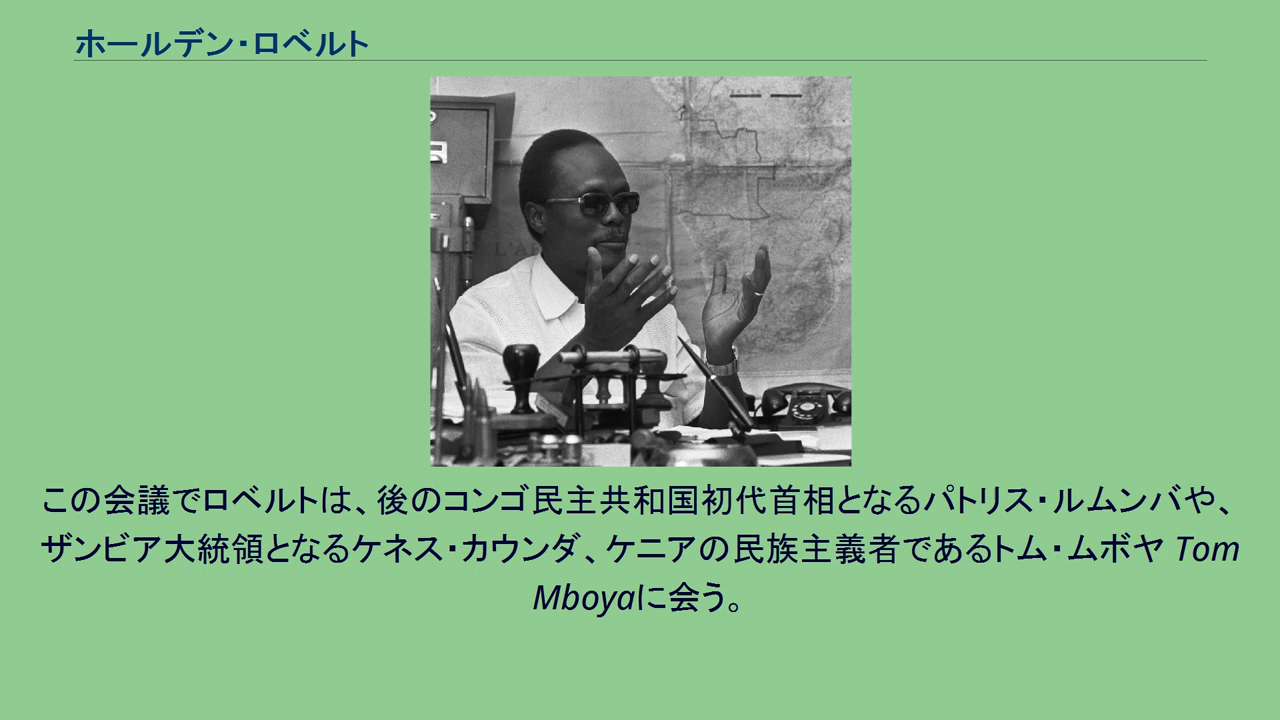 ホールデン・ロベルト
L'A
この会議でロベルトは、後のコンゴ民主共和国初代首相となるパトリス・ルムンバや、
ザンビア大統領となるケネス・カウンダ、ケニアの民族主義者であるトム・ムボヤ Tom
Mboyaに会う。